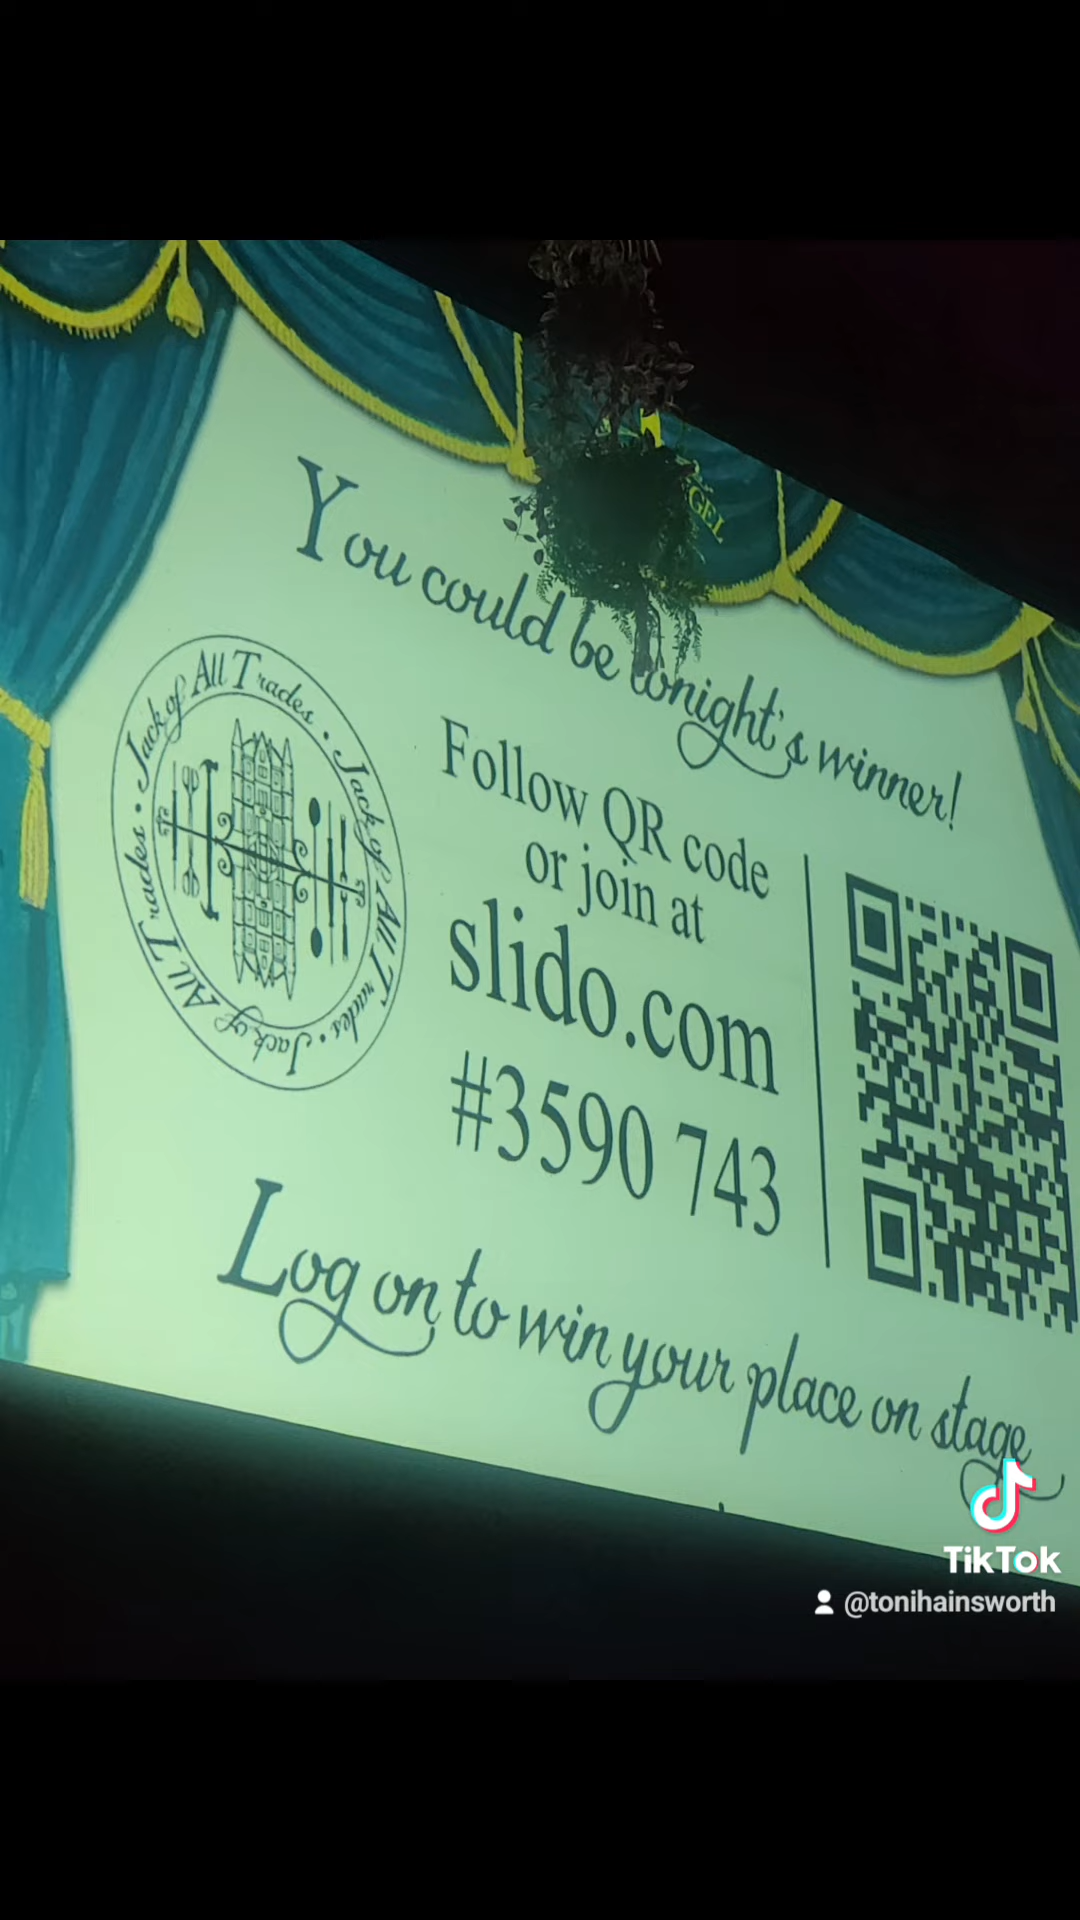 GEL
You could be tonight's winner!
Jack of All Trades • Jack of All Trades • Jack of All Trades •
Follow QR code
or join at
slido.com
#3590 743
Log on to win your place on stage
TikTok
@tonihainsworth